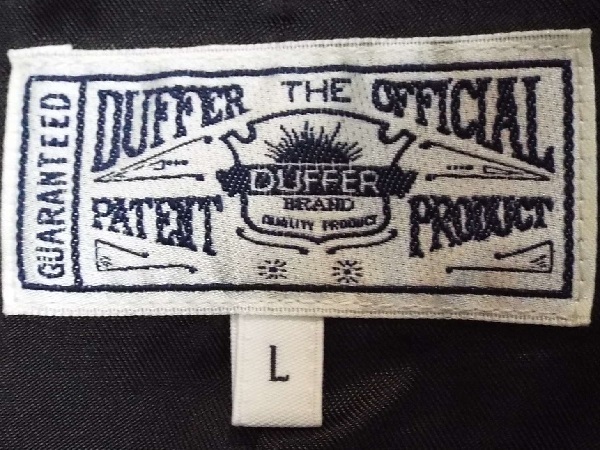 GUARANTEED
DUFFER THE OFFICIAL
DUFFER
BRAND
QUALITY PRODUCT
PATENT PRODUCT
L